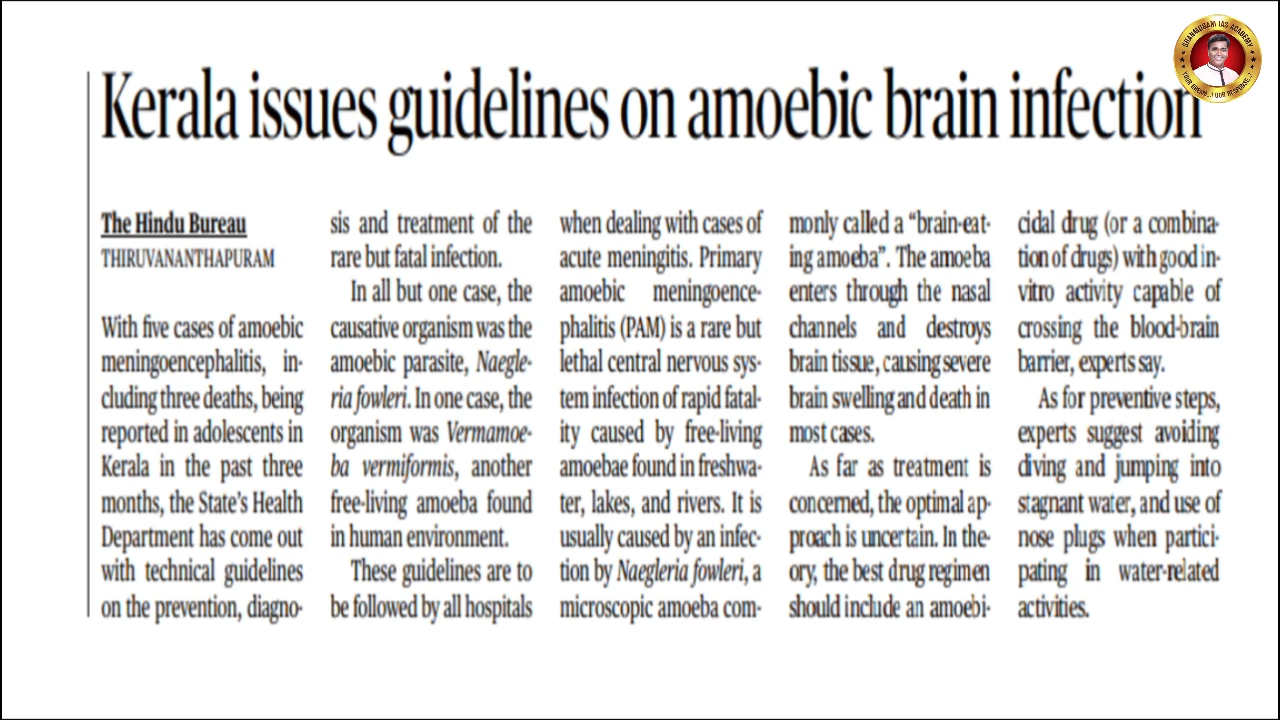 SHANMUGAM IAS ACADEMY
YOUR DREAM...! OUR RESPONSE...!
Kerala issues guidelines on amoebic brain infection
The Hindu Bureau
THIRUVANANTHAPURAM
With five cases of amoebic
meningoencephalitis, in-
cluding three deaths, being
reported in adolescents in
Kerala in the past three
months, the State's Health
Department has come out
with technical guidelines
on the prevention, diagno-
sis and treatment of the
rare but fatal infection.
In all but one case, the
causative organism was the
amoebic parasite, Naegle-
ria fowleri. In one case, the
organism was Vermamoe-
ba vermiformis, another
free-living amoeba found
in human environment.
These guidelines are to
be followed by all hospitals
when dealing with cases of
acute meningitis. Primary
amoebic meningoence-
phalitis (PAM) is a rare but
lethal central nervous sys-
tem infection of rapid fatal-
ity caused by free-living
amoebae found in freshwa-
ter, lakes, and rivers. It is
usually caused by an infec-
tion by Naegleria fowleri, a
microscopic amoeba com-
monly called a “brain-eat-
ing amoeba”. The amoeba
enters through the nasal
channels and destroys
brain tissue, causing severe
brain swelling and death in
most cases.
As far as treatment is
concerned, the optimal ap-
proach is uncertain. In the-
ory, the best drug regimen
should include an amoebi-
cidal drug (or a combina-
tion of drugs) with good in-
vitro activity capable of
crossing the blood-brain
barrier, experts say.
As for preventive steps,
experts suggest avoiding
diving and jumping into
stagnant water, and use of
nose plugs when partici-
pating in water-related
activities.